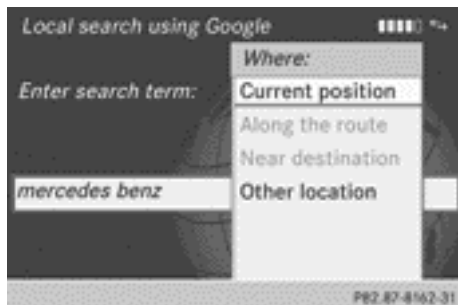 Local search using Google
Where:
Enter search term:
Current position
Along the route
Near destination
mercedes benz
Other location
P82.87-8162-31